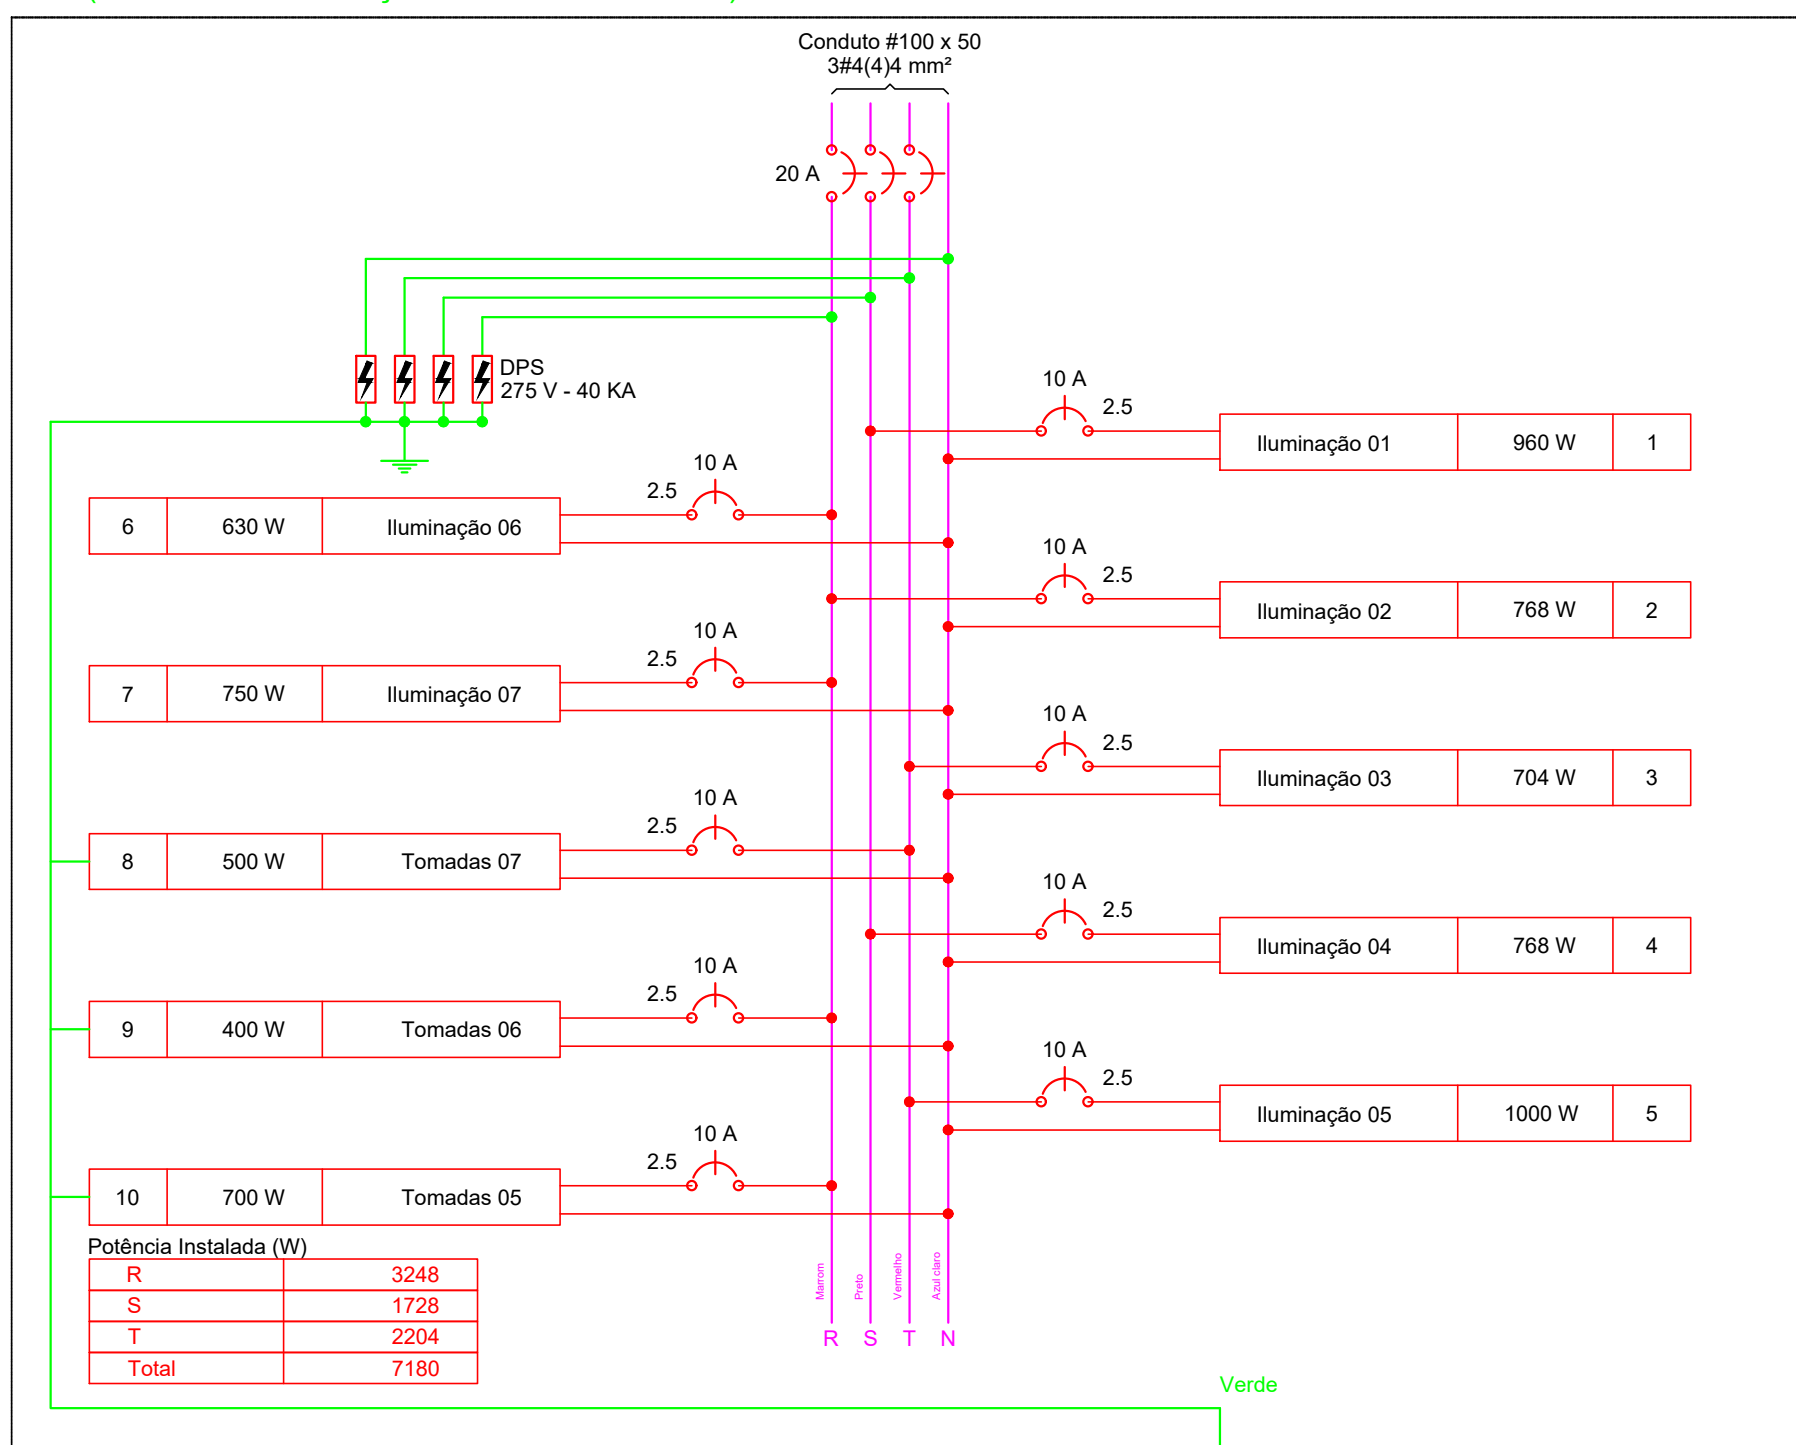 Conduto #100 x 50
3#4(4)4 mm²
20 A
DPS
275 V - 40 KA
10 A
2.5
Iluminação 01 960 W 1
10 A
2.5
6 630 W Iluminação 06
10 A
2.5
Iluminação 02 768 W 2
10 A
2.5
7 750 W Iluminação 07
10 A
2.5
Iluminação 03 704 W 3
10 A
2.5
8 500 W Tomadas 07
10 A
2.5
Iluminação 04 768 W 4
10 A
2.5
9 400 W Tomadas 06
10 A
2.5
Iluminação 05 1000 W 5
10 A
2.5
10 700 W Tomadas 05
Potência Instalada (W)
R 3248
S 1728
T 2204
Total 7180
Marrom
Preto
Vermelho
Azul claro
R S T N
Verde